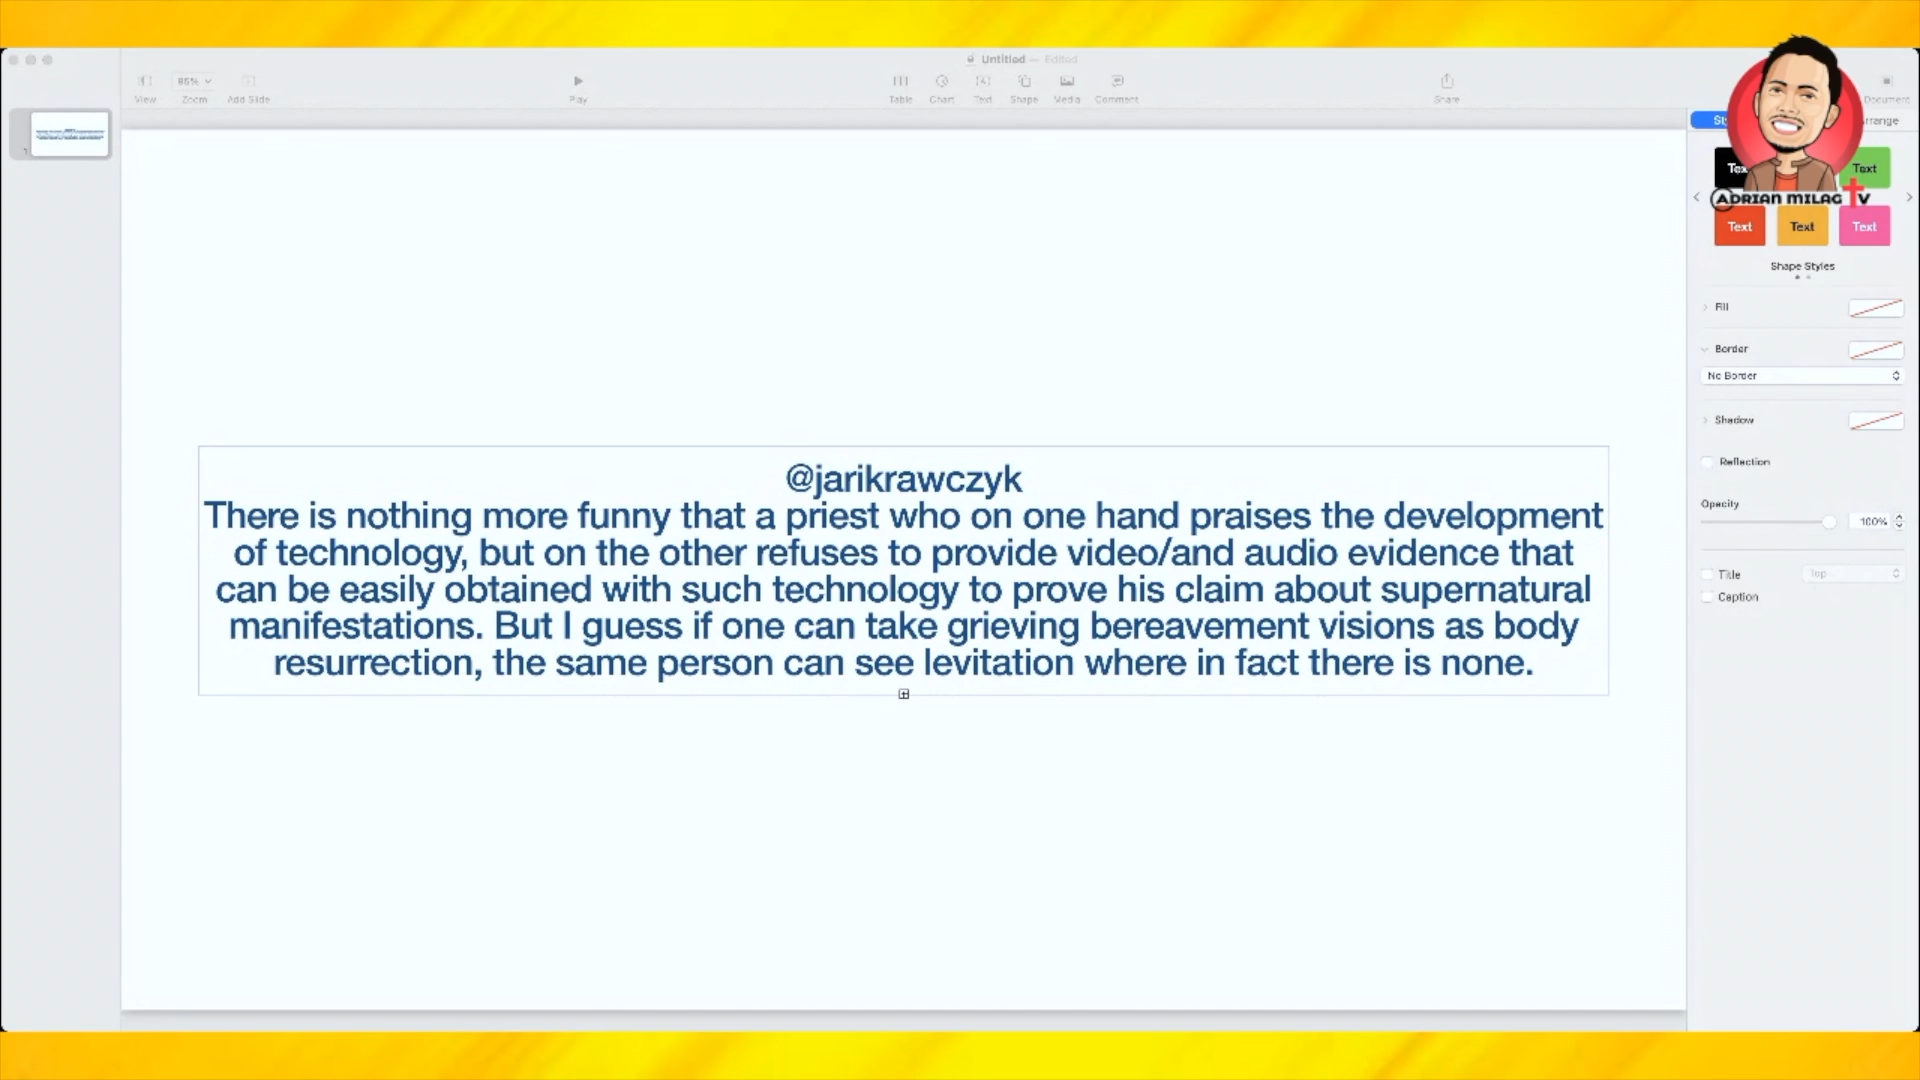 Untitled — Edited
View
86%
Zoom
Add Slide
Play
Table
Chart
Text
Shape
Media
Comment
Share
Document
ADRIAN MILAG TV
Text
Text
Text
Text
Shape Styles
Fill
Border
No Border
Shadow
Reflection
Opacity
100%
Title
Top
Caption
1
@jarikrawczyk
There is nothing more funny that a priest who on one hand praises the development
of technology, but on the other refuses to provide video/and audio evidence that
can be easily obtained with such technology to prove his claim about supernatural
manifestations. But I guess if one can take grieving bereavement visions as body
resurrection, the same person can see levitation where in fact there is none.